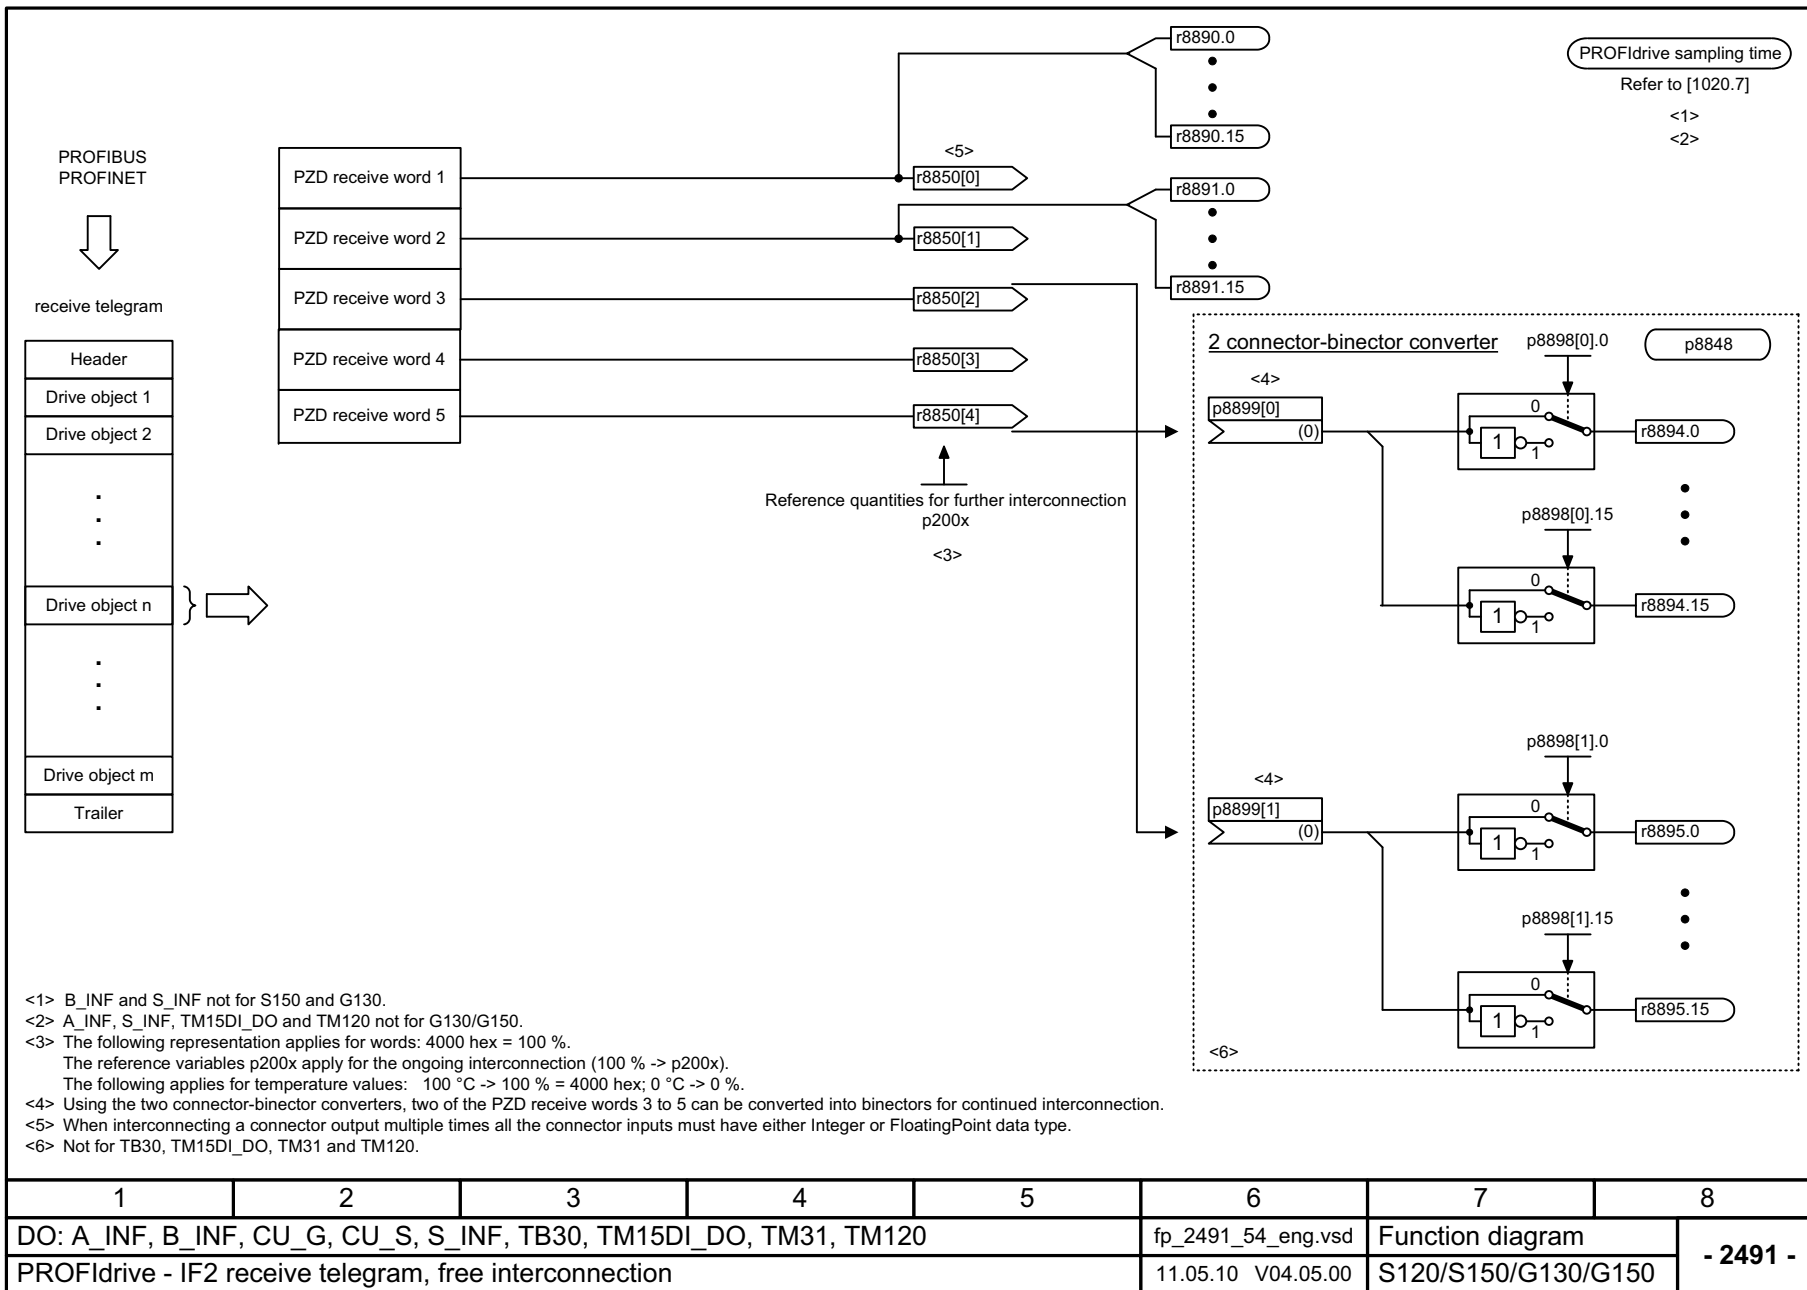 PROFIBUS
PROFINET
receive telegram
Header
Drive object 1
Drive object 2
Drive object n
Drive object m
Trailer
PZD receive word 1
PZD receive word 2
PZD receive word 3
PZD receive word 4
PZD receive word 5
<5>
r8850[0]
r8850[1]
r8850[2]
r8850[3]
r8850[4]
Reference quantities for further interconnection
p200x
<3>
r8890.0
r8890.15
r8891.0
r8891.15
PROFIdrive sampling time
Refer to [1020.7]
<1>
<2>
2 connector-binector converter
p8848
<4>
p8899[0]
(0)
p8898[0].0
0
1
1
r8894.0
p8898[0].15
0
1
1
r8894.15
<4>
p8899[1]
(0)
p8898[1].0
0
1
1
r8895.0
p8898[1].15
0
1
1
r8895.15
<6>
<1> B_INF and S_INF not for S150 and G130.
<2> A_INF, S_INF, TM15DI_DO and TM120 not for G130/G150.
<3> The following representation applies for words: 4000 hex = 100 %.
The reference variables p200x apply for the ongoing interconnection (100 % -> p200x).
The following applies for temperature values: 100 °C -> 100 % = 4000 hex; 0 °C -> 0 %.
<4> Using the two connector-binector converters, two of the PZD receive words 3 to 5 can be converted into binectors for continued interconnection.
<5> When interconnecting a connector output multiple times all the connector inputs must have either Integer or FloatingPoint data type.
<6> Not for TB30, TM15DI_DO, TM31 and TM120.
1 2 3 4 5 6 7 8
DO: A_INF, B_INF, CU_G, CU_S, S_INF, TB30, TM15DI_DO, TM31, TM120
fp_2491_54_eng.vsd
Function diagram
- 2491 -
PROFIdrive - IF2 receive telegram, free interconnection
11.05.10 V04.05.00
S120/S150/G130/G150